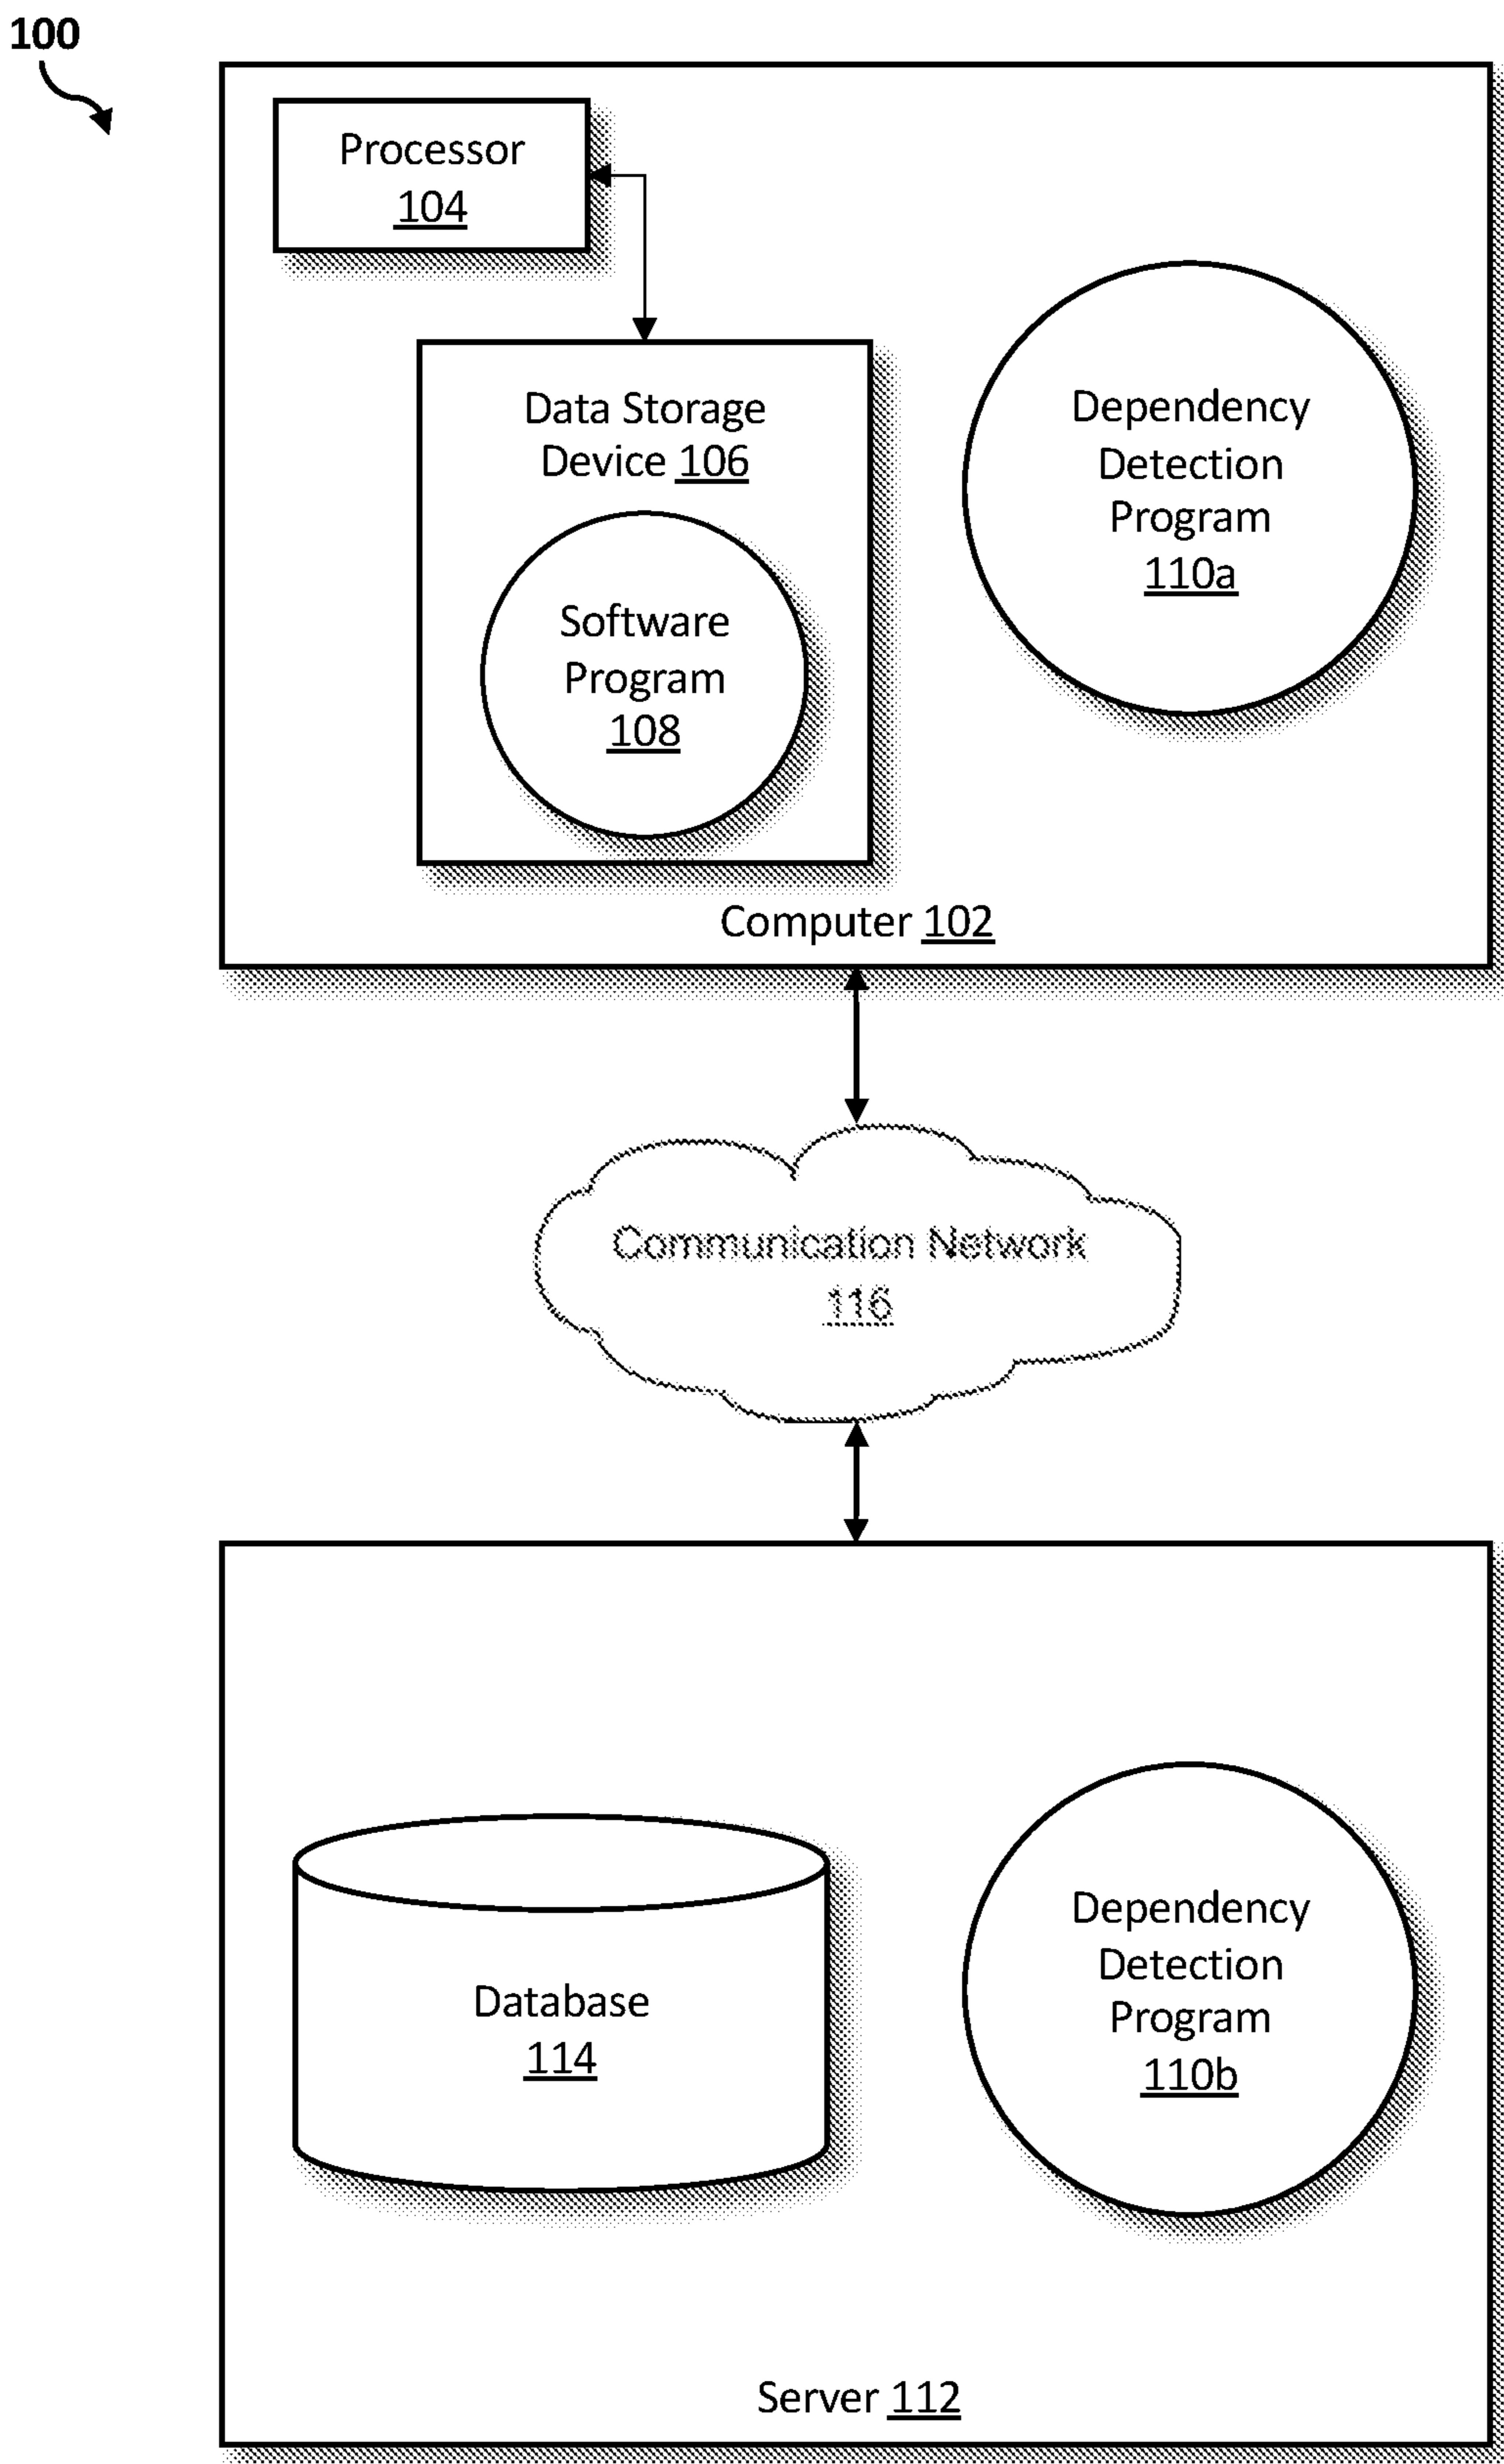 100
Processor
104
Data Storage
Device 106
Software
Program
108
Dependency
Detection
Program
110a
Computer 102
Communication Network
116
Database
114
Dependency
Detection
Program
110b
Server 112